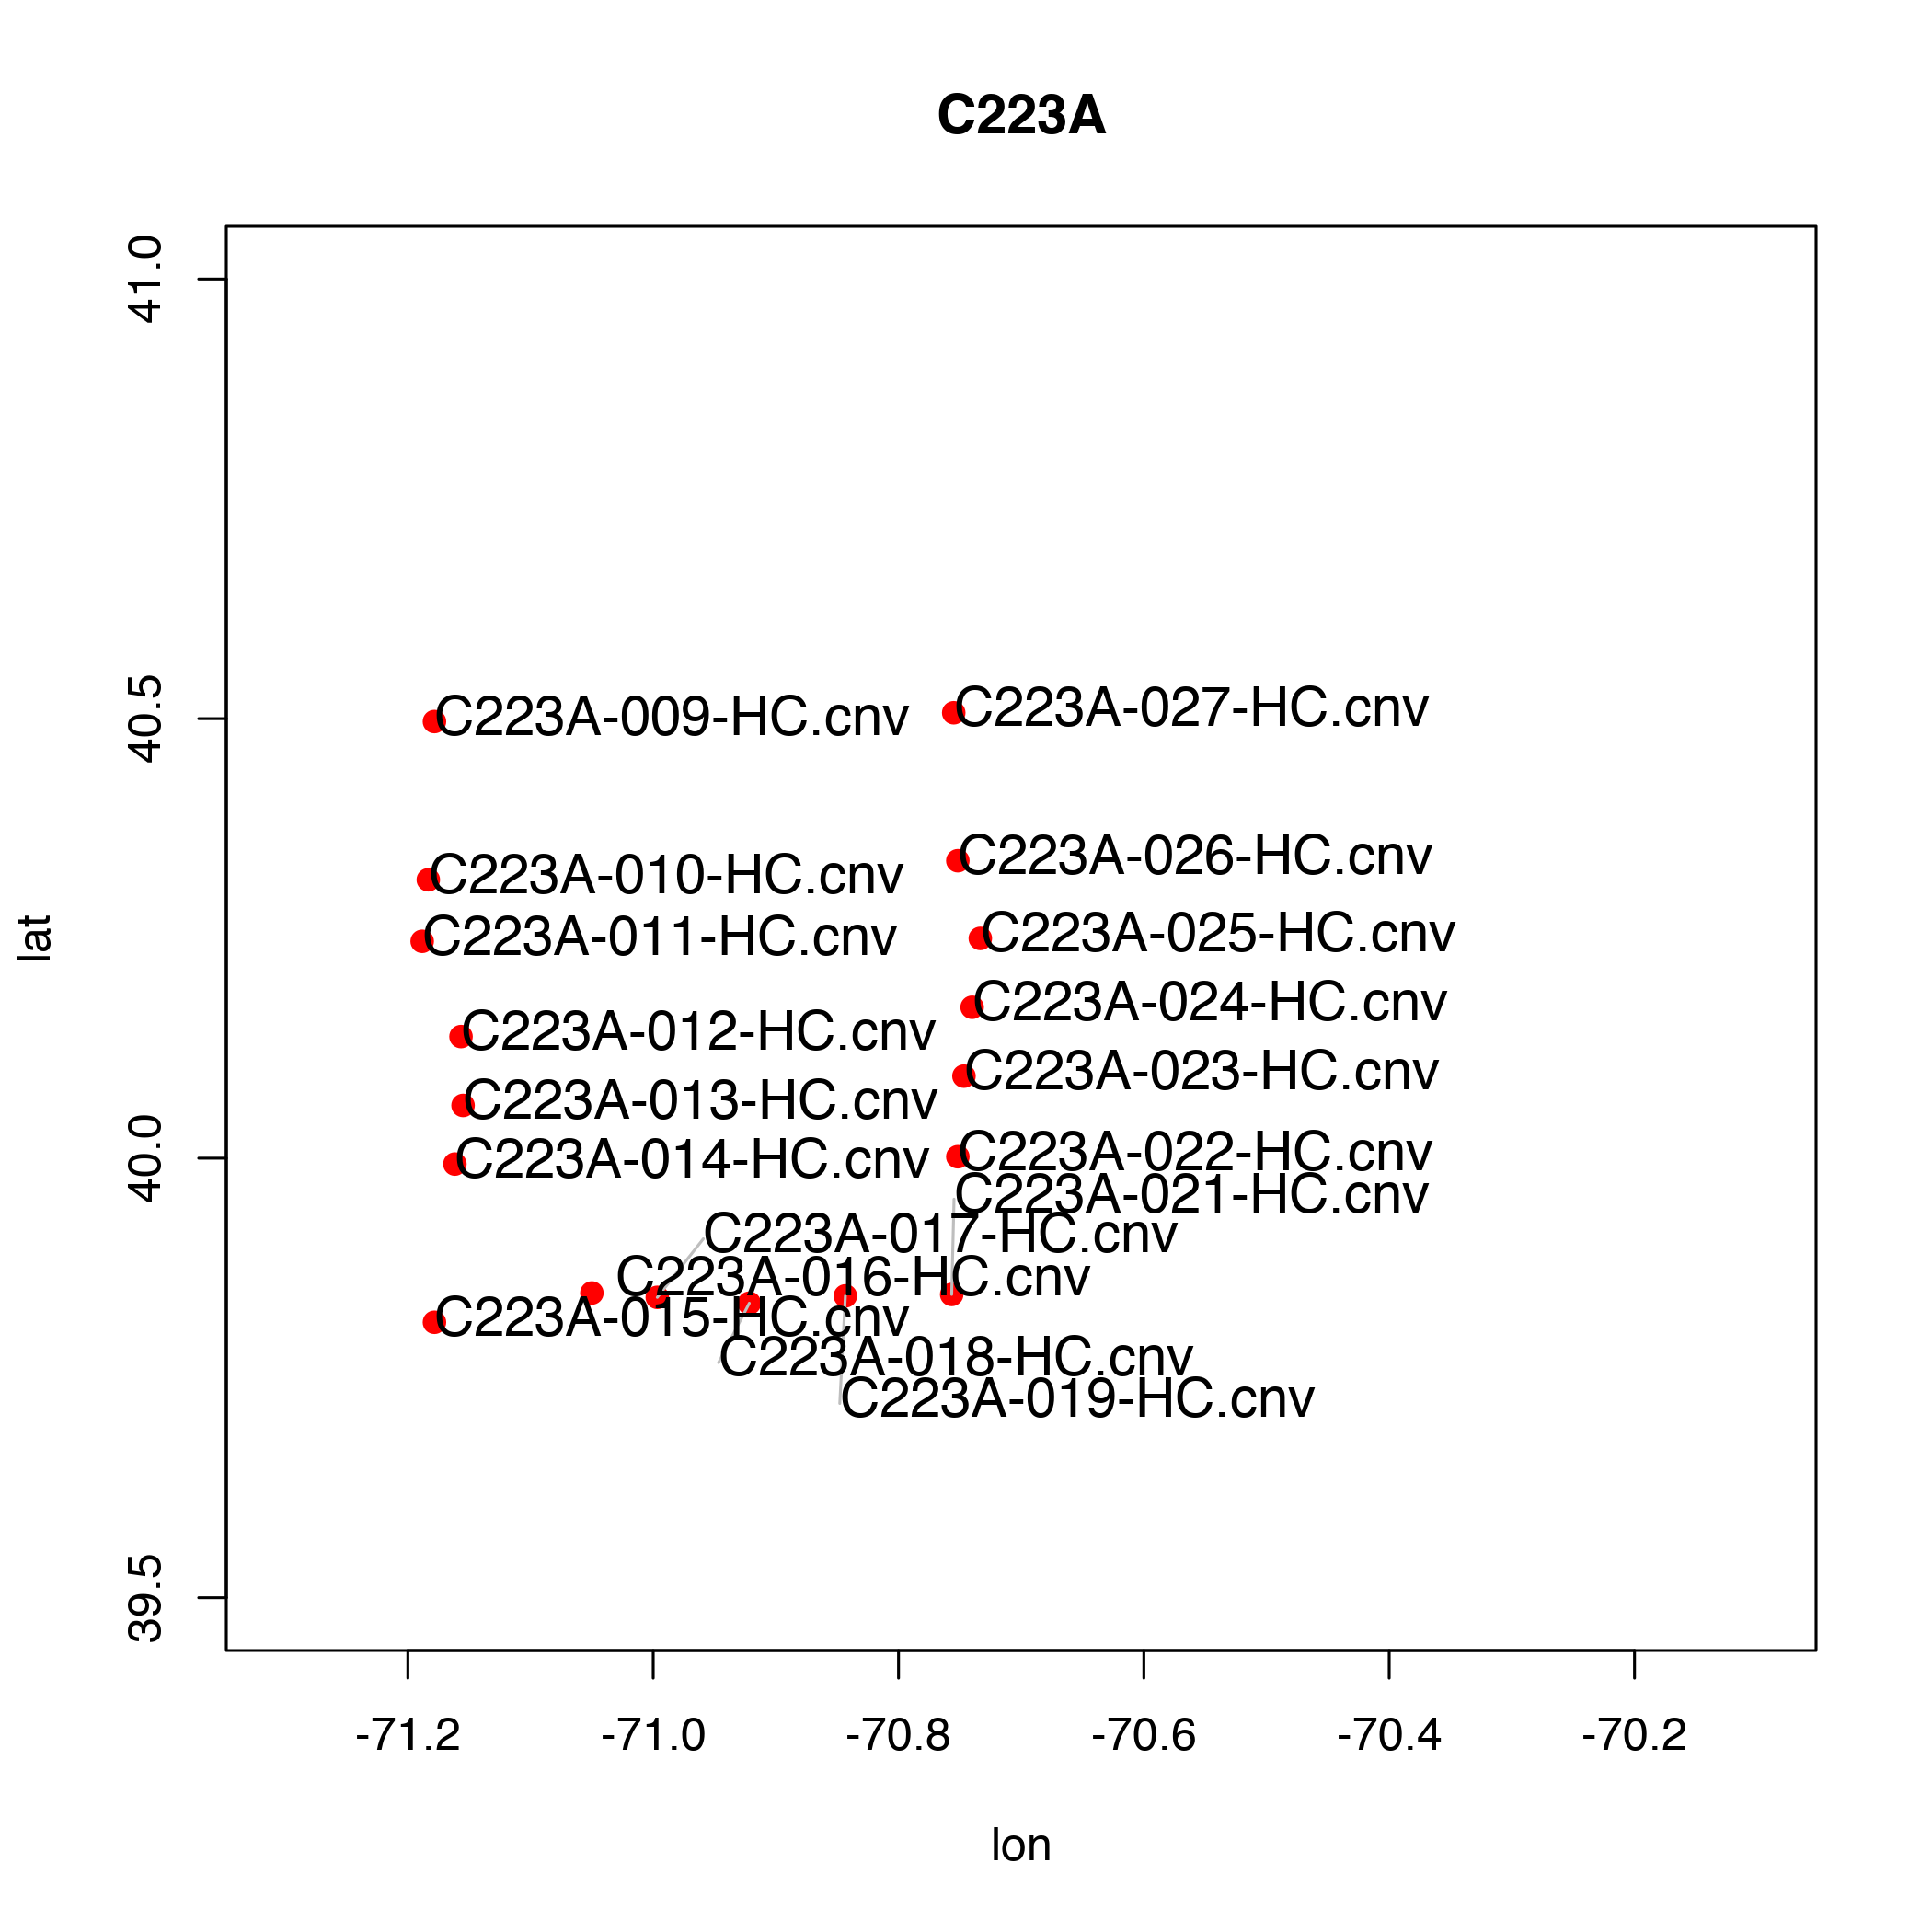 C223A
41.0
40.5
40.0
39.5
lat
C223A-009-HC.cnv
C223A-027-HC.cnv
C223A-010-HC.cnv
C223A-026-HC.cnv
C223A-011-HC.cnv
C223A-025-HC.cnv
C223A-024-HC.cnv
C223A-012-HC.cnv
C223A-023-HC.cnv
C223A-013-HC.cnv
C223A-014-HC.cnv
C223A-022-HC.cnv
C223A-021-HC.cnv
C223A-017-HC.cnv
C223A-016-HC.cnv
C223A-015-HC.cnv
C223A-018-HC.cnv
C223A-019-HC.cnv
-71.2 -71.0 -70.8 -70.6 -70.4 -70.2
lon